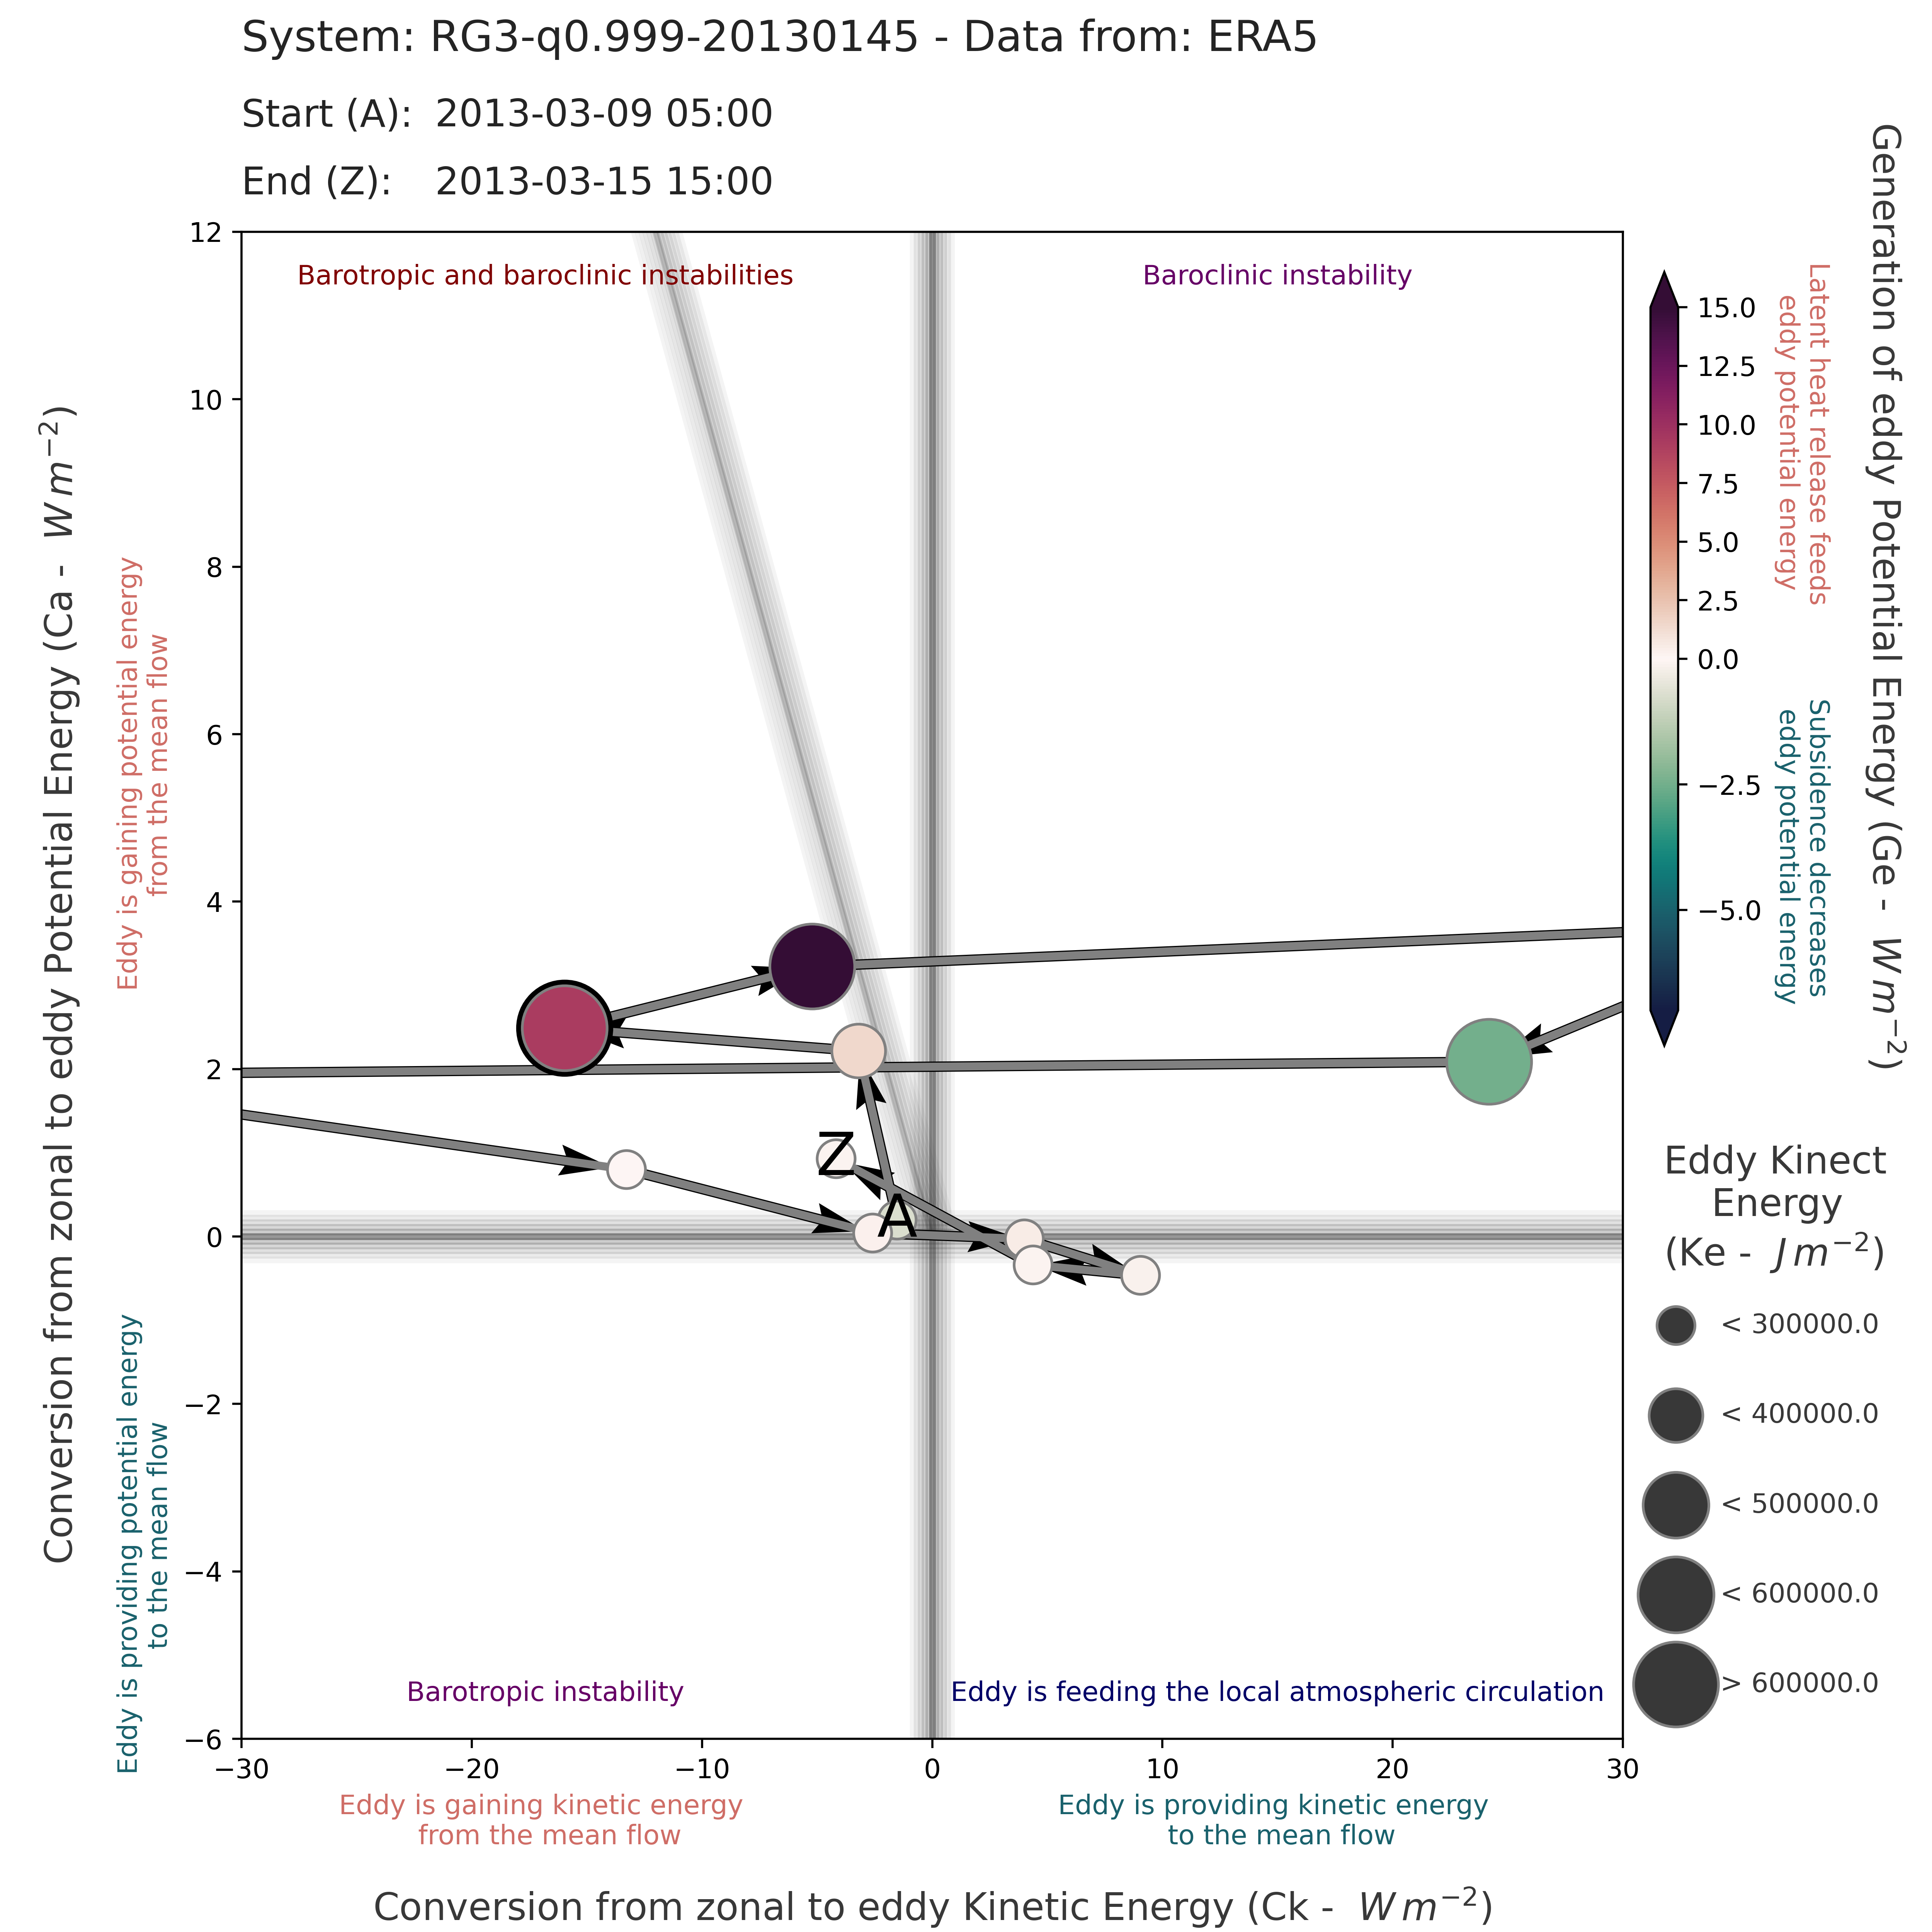 System: RG3-q0.999-20130145 - Data from: ERA5
Start (A): 2013-03-09 05:00
End (Z): 2013-03-15 15:00
Conversion from zonal to eddy Potential Energy (Ca - W m⁻²)
Eddy is gaining potential energy
from the mean flow
Eddy is providing potential energy
to the mean flow
12
10
8
6
4
2
0
−2
−4
−6
Barotropic and baroclinic instabilities
Baroclinic instability
Z
A
Barotropic instability
Eddy is feeding the local atmospheric circulation
−30
−20
−10
0
10
20
30
Eddy is gaining kinetic energy
from the mean flow
Eddy is providing kinetic energy
to the mean flow
Conversion from zonal to eddy Kinetic Energy (Ck - W m⁻²)
15.0
12.5
10.0
7.5
5.0
2.5
0.0
−2.5
−5.0
Latent heat release feeds
eddy potential energy
Subsidence decreases
eddy potential energy
Generation of eddy Potential Energy (Ge - W m⁻²)
Eddy Kinect
Energy
(Ke - J m⁻²)
< 300000.0
< 400000.0
< 500000.0
< 600000.0
> 600000.0